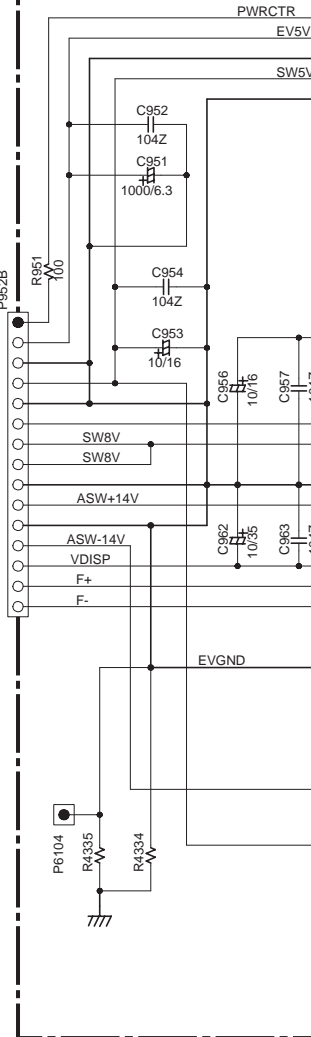 PWRCTR
EV5V
SW5V
C952
104Z
C951
+
1000/6.3
R951
100
P952B
C954
104Z
C953
+
10/16
C956
+
10/16
C957
SW8V
SW8V
ASW+14V
C962
+
10/35
C963
ASW-14V
VDISP
F+
F-
EVGND
P6104
R4335
R4334